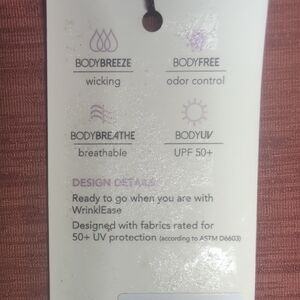 BODYBREEZE BODYFREE
wicking odor control
BODYBREATHE BODYUV
breathable UPF 50+
DESIGN DETAILS:
Ready to go when you are with
WrinklEase
Designed with fabrics rated for
50+ UV protection (according to ASTM D6603)